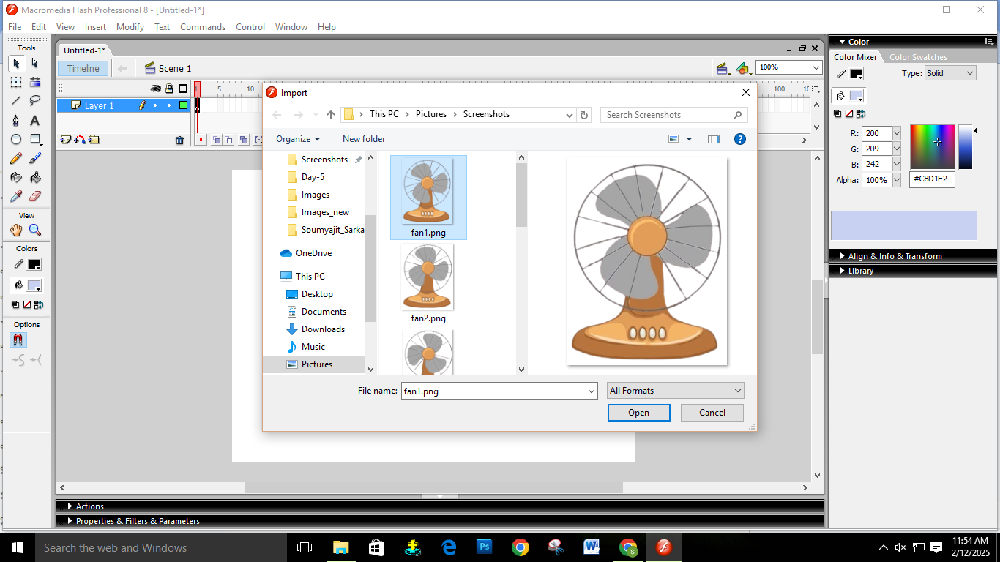 Macromedia Flash Professional 8 - [Untitled-1*]
File Edit View Insert Modify Text Commands Control Window Help
Tools
View
Colors
Options
Untitled-1*
Timeline
Scene 1
100%
1 5 10 100
Layer 1
Import
This PC Pictures Screenshots
Search Screenshots
Organize
New folder
Screenshots
Day-5
Images
Images_new
Soumyajit_Sarka
OneDrive
This PC
Desktop
Documents
Downloads
Music
Pictures
fan1.png
fan2.png
File name: fan1.png
All Formats
Open Cancel
Color
Color Mixer Color Swatches
Type: Solid
R: 200
G: 209
B: 242
Alpha: 100%
#C8D1F2
Align & Info & Transform
Library
Actions
Properties & Filters & Parameters
Search the web and Windows
11:54 AM
2/12/2025